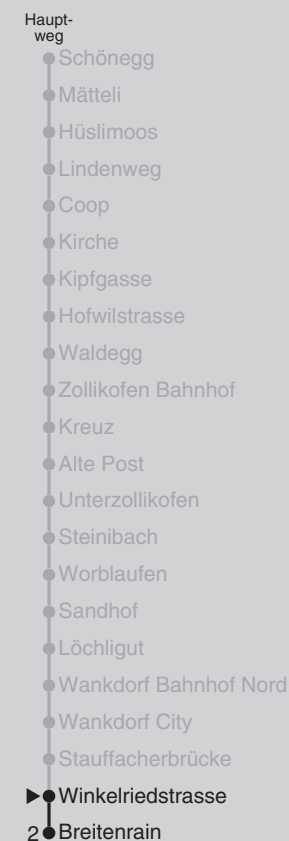 Haupt-
weg
Schönegg
Mätteli
Hüslimoos
Lindenweg
Coop
Kirche
Kipfgasse
Hofwilstrasse
Waldegg
Zollikofen Bahnhof
Kreuz
Alte Post
Unterzollikofen
Steinibach
Worblaufen
Sandhof
Löchligut
Wankdorf Bahnhof Nord
Wankdorf City
Stauffacherbrücke
Winkelriedstrasse
2 Breitenrain